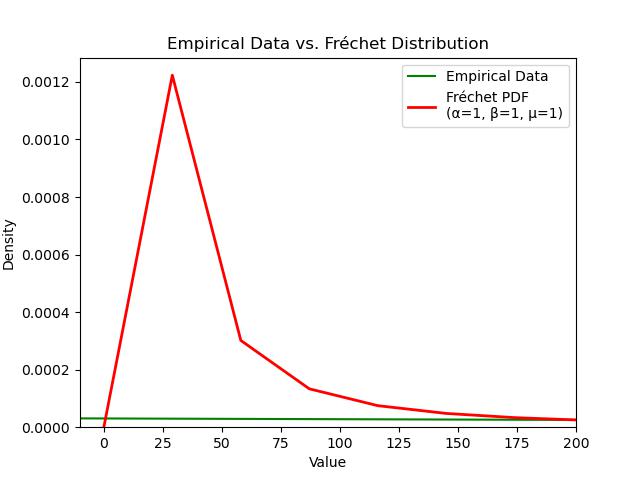 Empirical Data vs. Fréchet Distribution
Empirical Data
Fréchet PDF
(α=1, β=1, μ=1)
Density
0.0012
0.0010
0.0008
0.0006
0.0004
0.0002
0.0000
0 25 50 75 100 125 150 175 200
Value